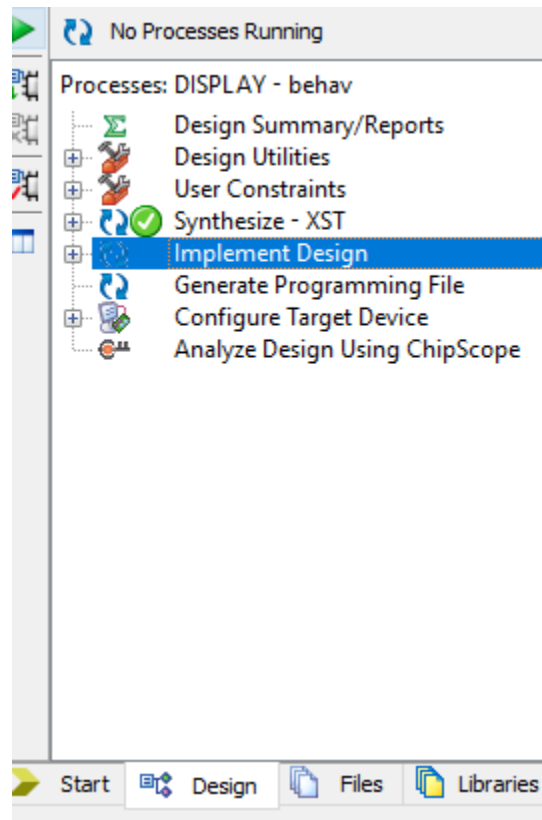 No Processes Running
Processes: DISPLAY - behav
Design Summary/Reports
Design Utilities
User Constraints
Synthesize - XST
Implement Design
Generate Programming File
Configure Target Device
Analyze Design Using ChipScope
Start Design Files Libraries